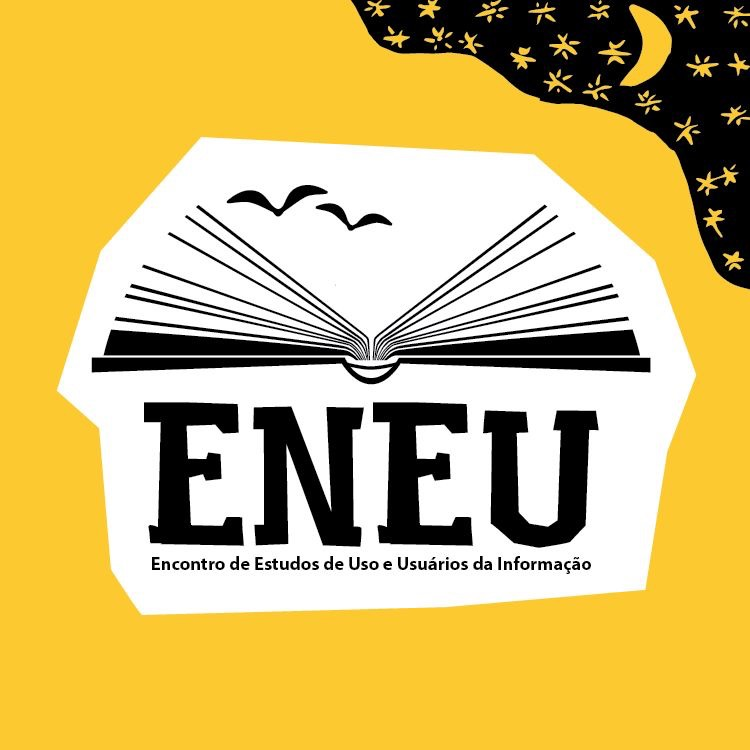 ENEU
Encontro de Estudos de Uso e Usuários da Informação